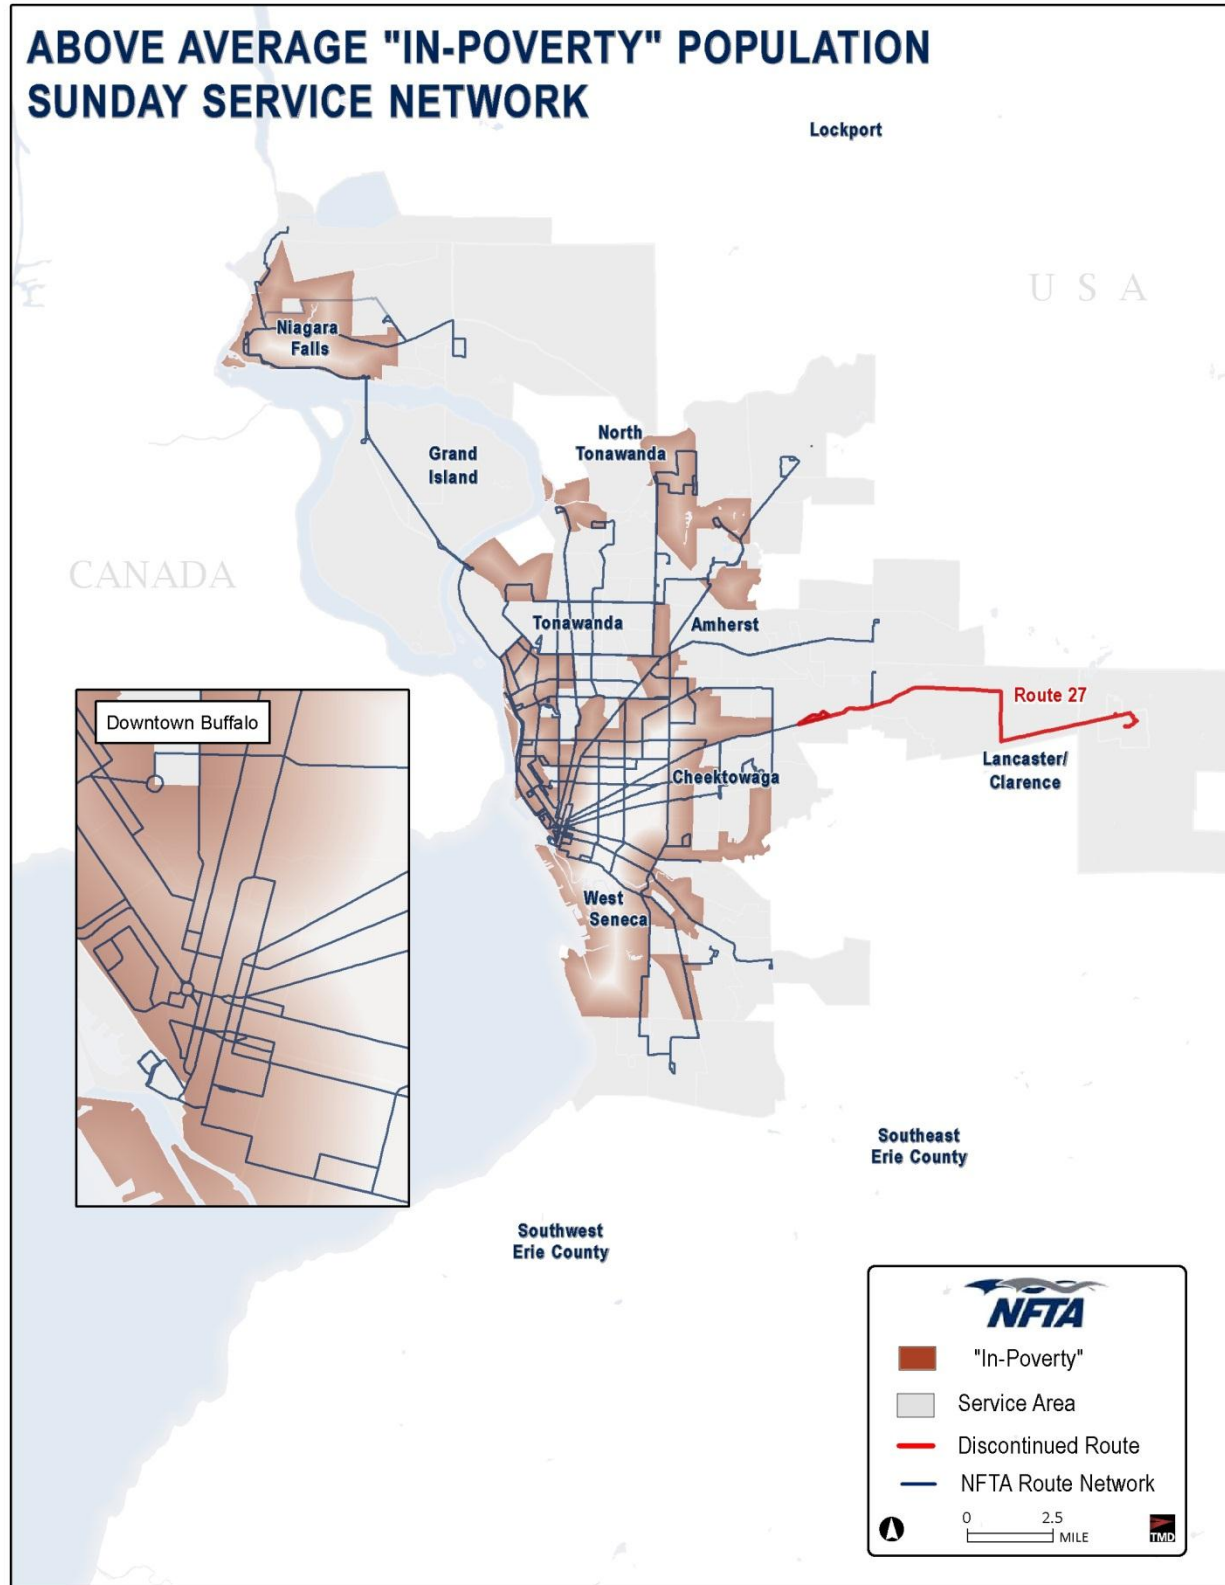 ABOVE AVERAGE "IN-POVERTY" POPULATION
SUNDAY SERVICE NETWORK
Lockport
U S A
Niagara
Falls
North
Tonawanda
Grand
Island
CANADA
Tonawanda
Amherst
Route 27
Downtown Buffalo
Lancaster/
Clarence
Cheektowaga
West
Seneca
Southeast
Erie County
Southwest
Erie County
NFTA
"In-Poverty"
Service Area
Discontinued Route
NFTA Route Network
0 2.5
MILE
TMD